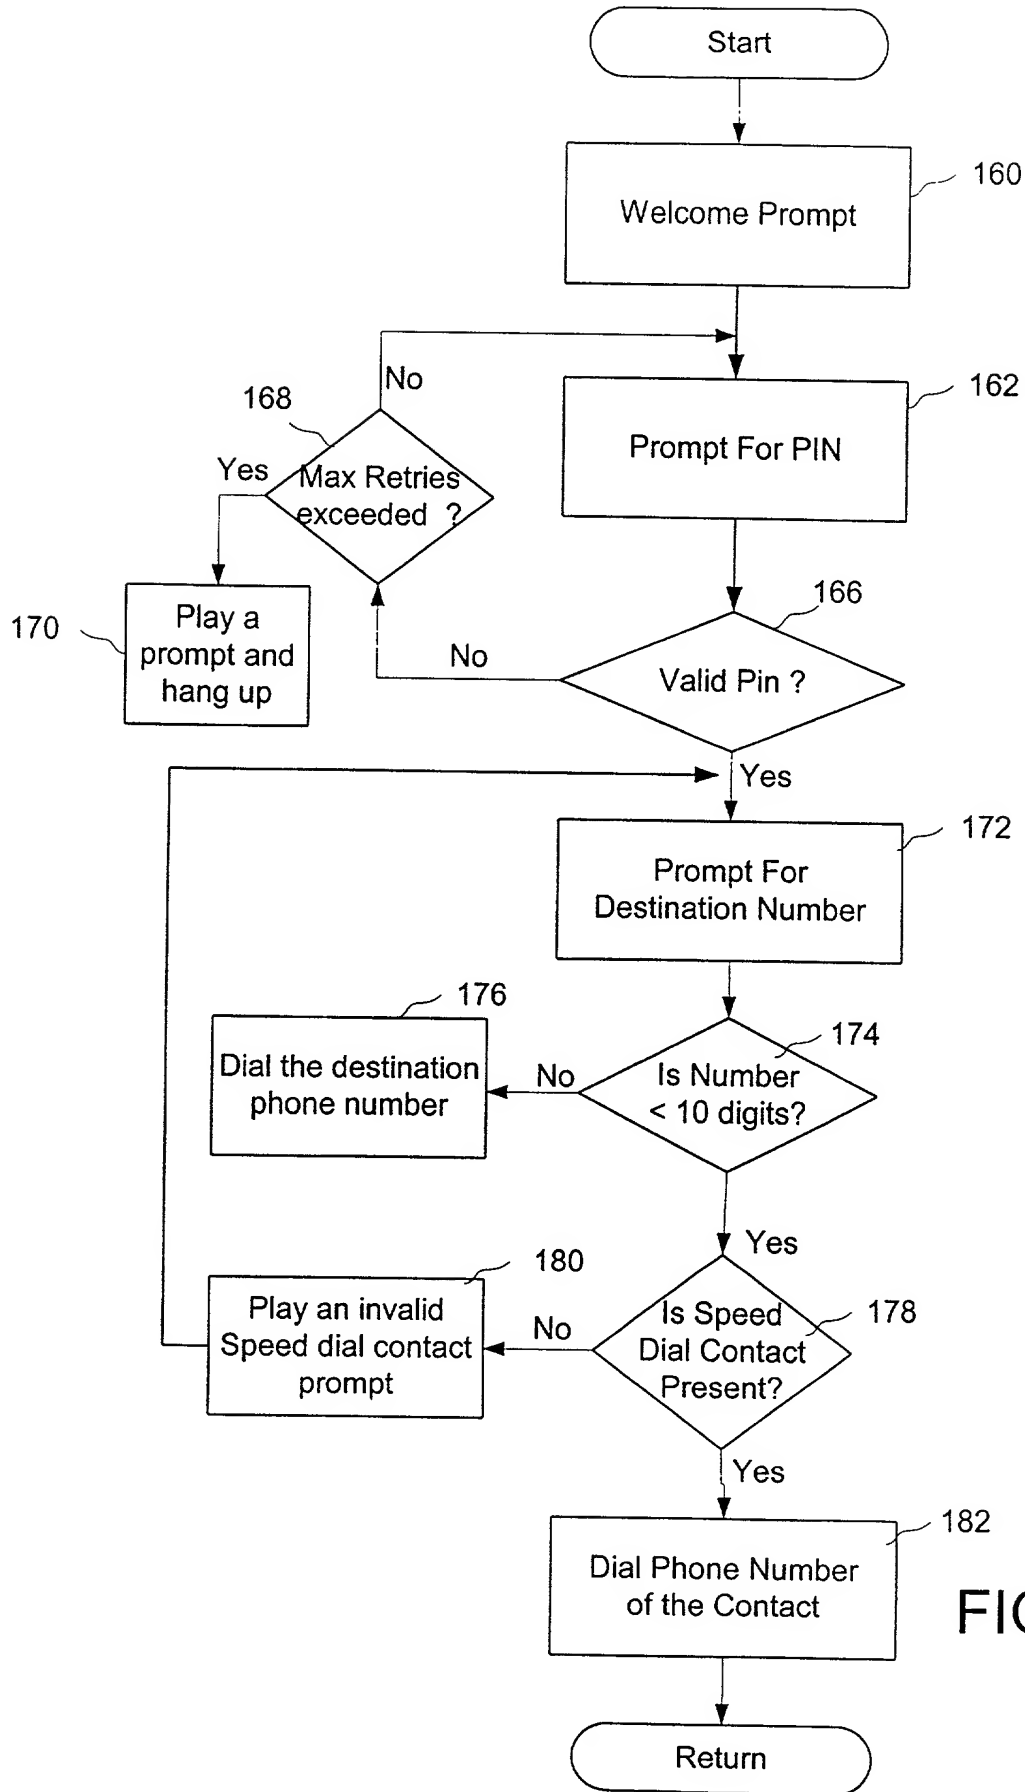 Start
160
Welcome Prompt
No
168
162
Yes
Max Retries
exceeded ?
Prompt For PIN
170
Play a
prompt and
hang up
166
No
Valid Pin ?
Yes
172
Prompt For
Destination Number
176
174
Dial the destination
phone number
No
Is Number
< 10 digits?
Yes
180
178
Play an invalid
Speed dial contact
prompt
No
Is Speed
Dial Contact
Present?
Yes
182
Dial Phone Number
of the Contact
Return